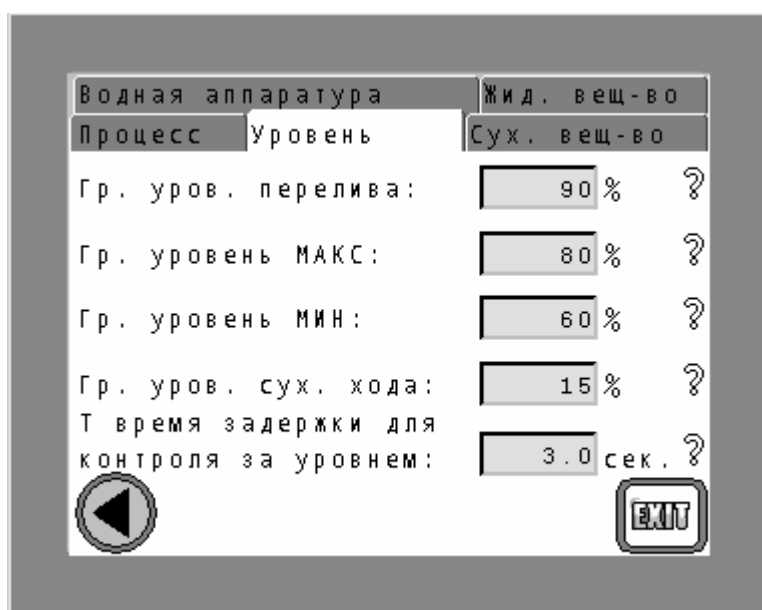 Водная аппаратура Жид. вещ-во
Процесс Уровень Сух. вещ-во
Гр. уров. перелива: 90 % ?
Гр. уровень МАКС: 80 % ?
Гр. уровень МИН: 60 % ?
Гр. уров. сух. хода: 15 % ?
Т время задержки для
контроля за уровнем: 3.0 сек. ?
EXIT